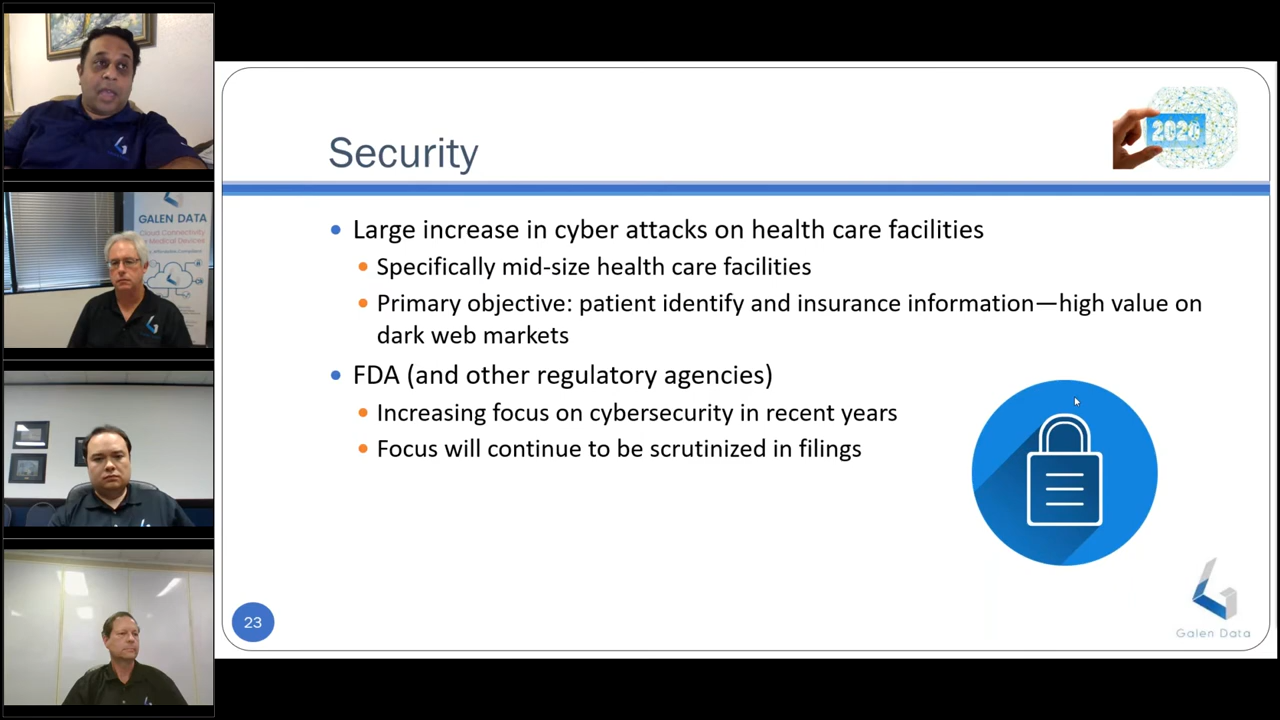 GALEN DATA
Cloud Connectivity
Medical Devices
2020
Security
Large increase in cyber attacks on health care facilities
Specifically mid-size health care facilities
Primary objective: patient identify and insurance information—high value on
dark web markets
FDA (and other regulatory agencies)
Increasing focus on cybersecurity in recent years
Focus will continue to be scrutinized in filings
23
Galen Data